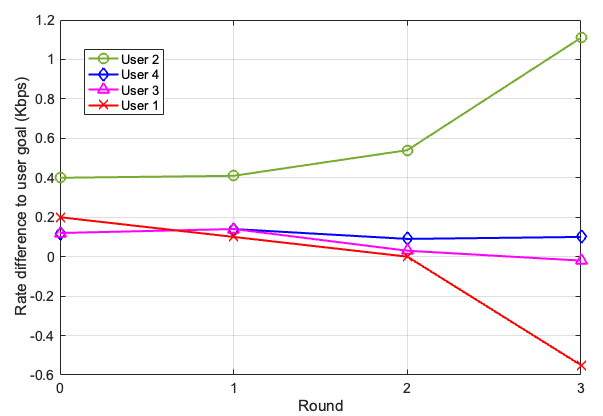 1.2
1
0.8
0.6
0.4
0.2
0
-0.2
-0.4
-0.6
Rate difference to user goal (Kbps)
User 2
User 4
User 3
User 1
0 1 2 3
Round